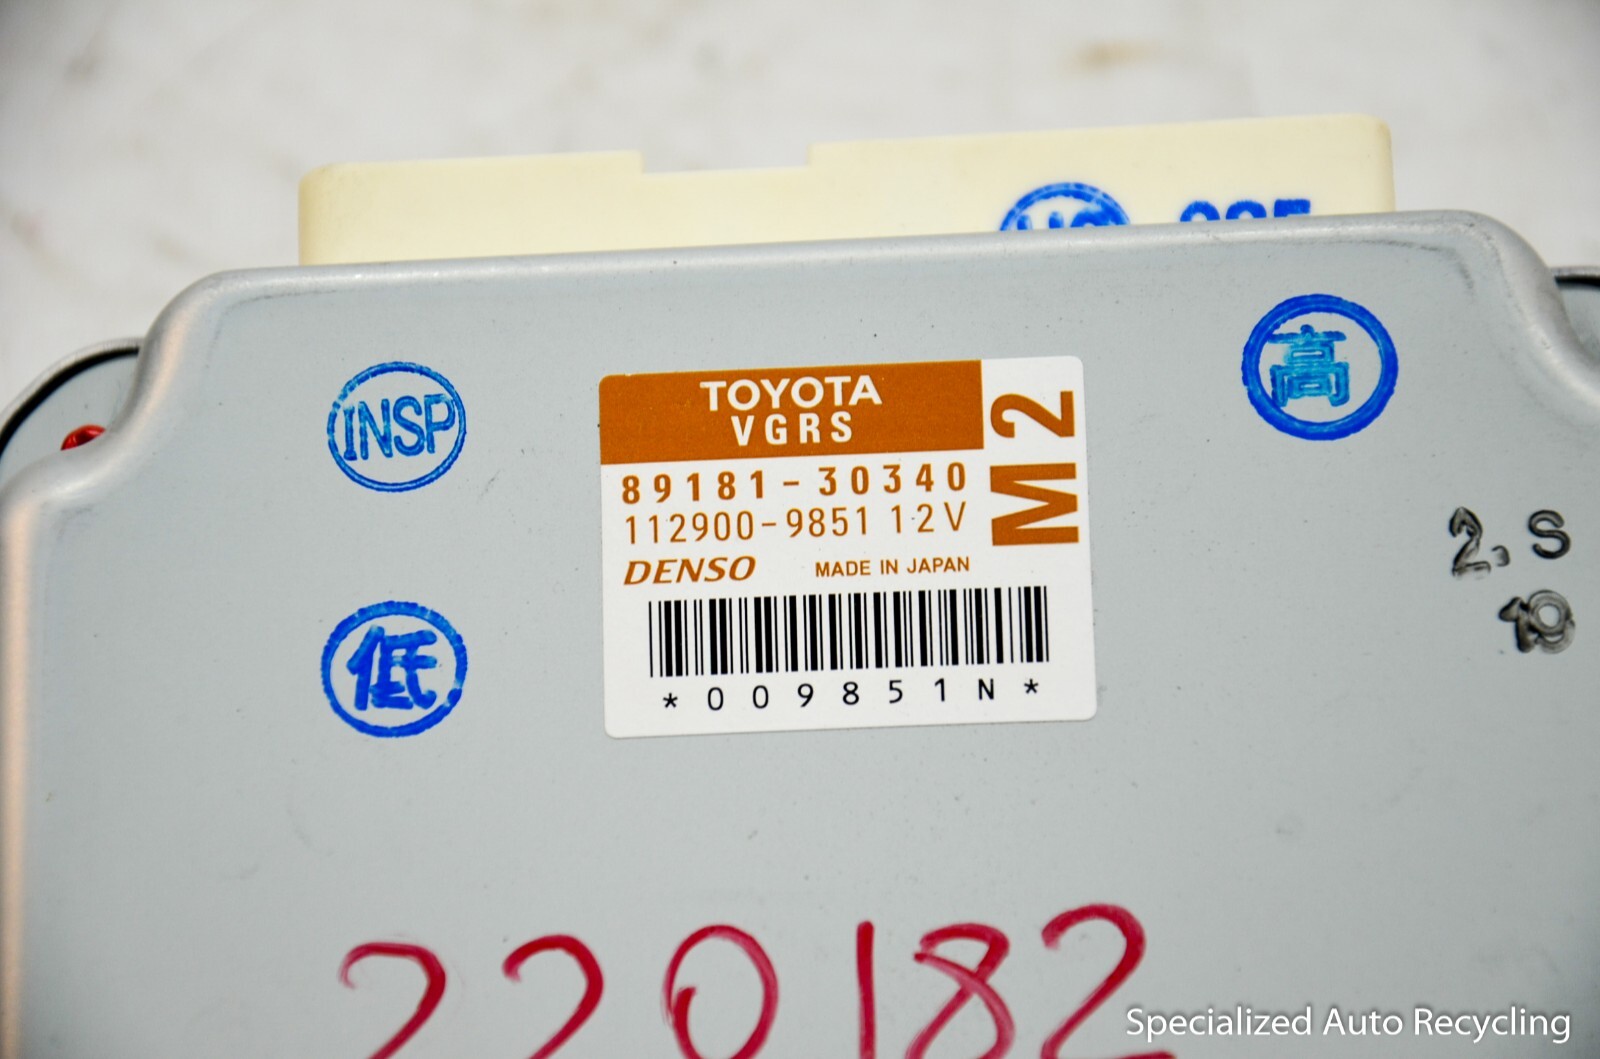 INSP
高
TOYOTA
VGRS
M2
89181-30340
112900-9851 12V
DENSO MADE IN JAPAN
*009851N*
低
2.S
220182
Specialized Auto Recycling